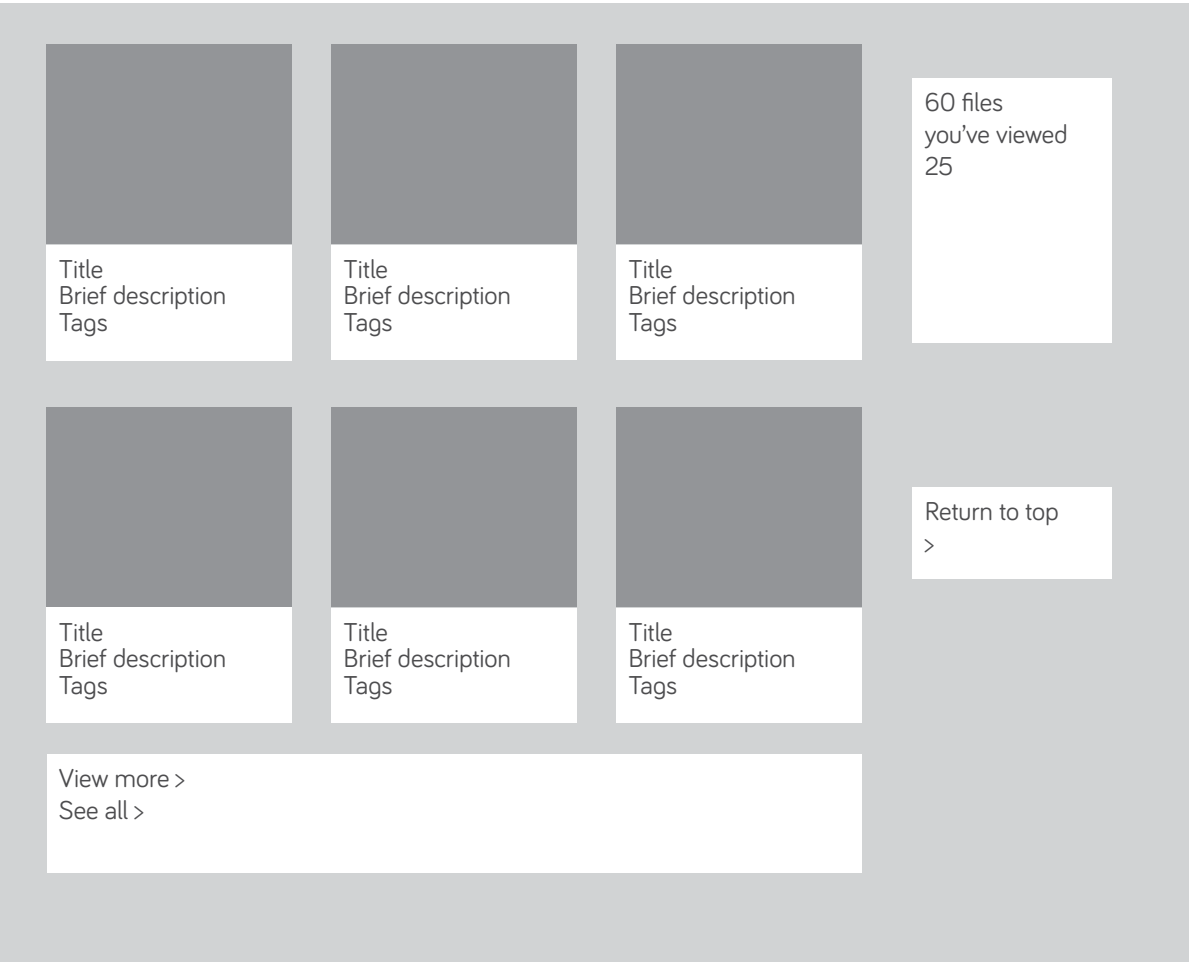 Title
Brief description
Tags
Title
Brief description
Tags
Title
Brief description
Tags
60 files
you’ve viewed
25
Title
Brief description
Tags
Title
Brief description
Tags
Title
Brief description
Tags
Return to top
>
View more >
See all >